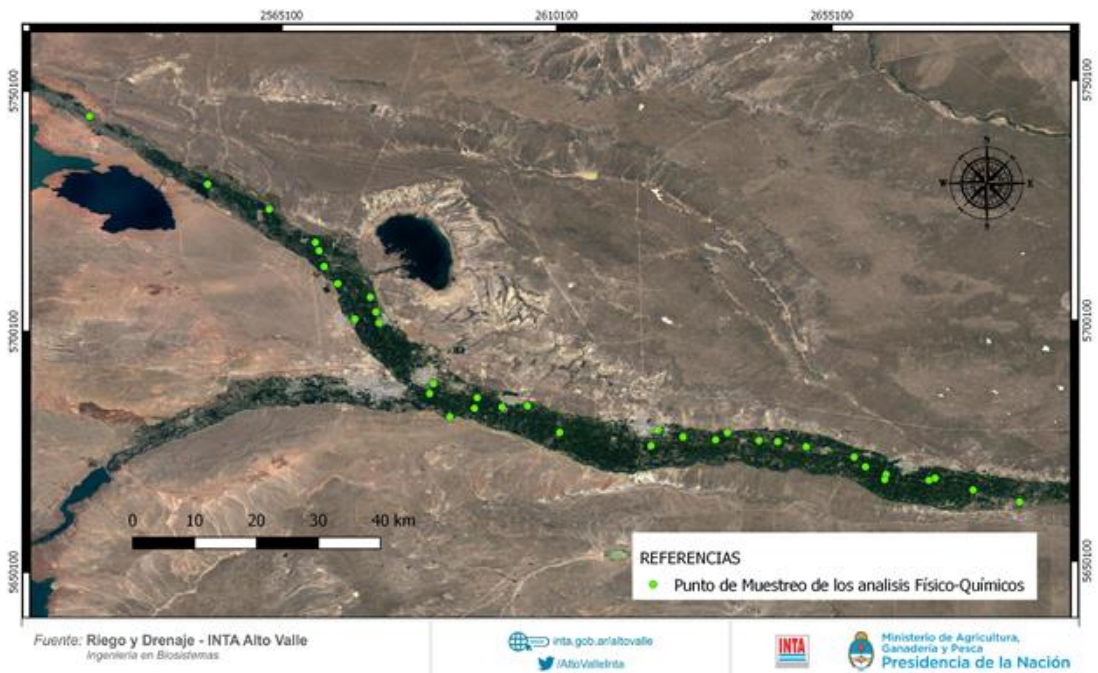 2565100
2610100
2655100
5750100
5750100
N
W
E
S
5700100
5700100
0 10 20 30 40 km
REFERENCIAS
Punto de Muestreo de los analisis Físico-Químicos
5650100
5650100
Fuente: Riego y Drenaje - INTA Alto Valle
Ingeniería en Biosistemas
inta.gob.ar/altovalle
/AltoValleInta
INTA
Ministerio de Agricultura,
Ganadería y Pesca
Presidencia de la Nación